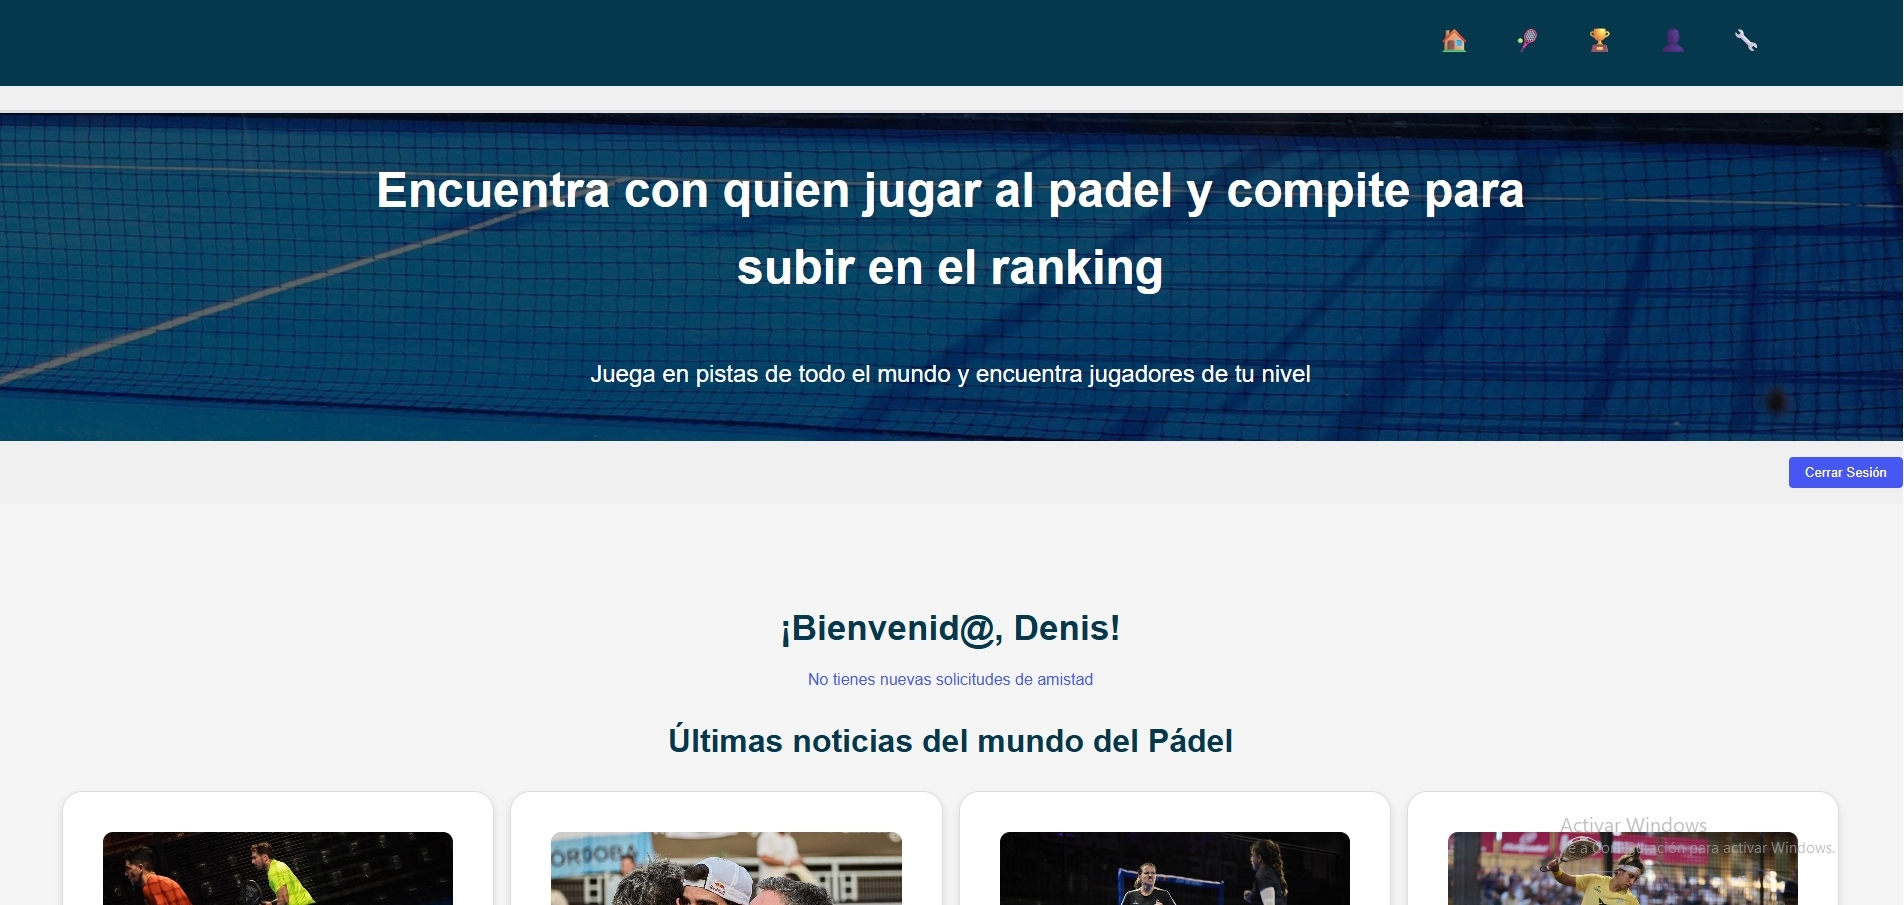 Encuentra con quien jugar al padel y compite para
subir en el ranking
Juega en pistas de todo el mundo y encuentra jugadores de tu nivel
Cerrar Sesión
¡Bienvenid@, Denis!
No tienes nuevas solicitudes de amistad
Últimas noticias del mundo del Pádel
ORDOBA
Activar Windows
Ve a Configuración para activar Windows.